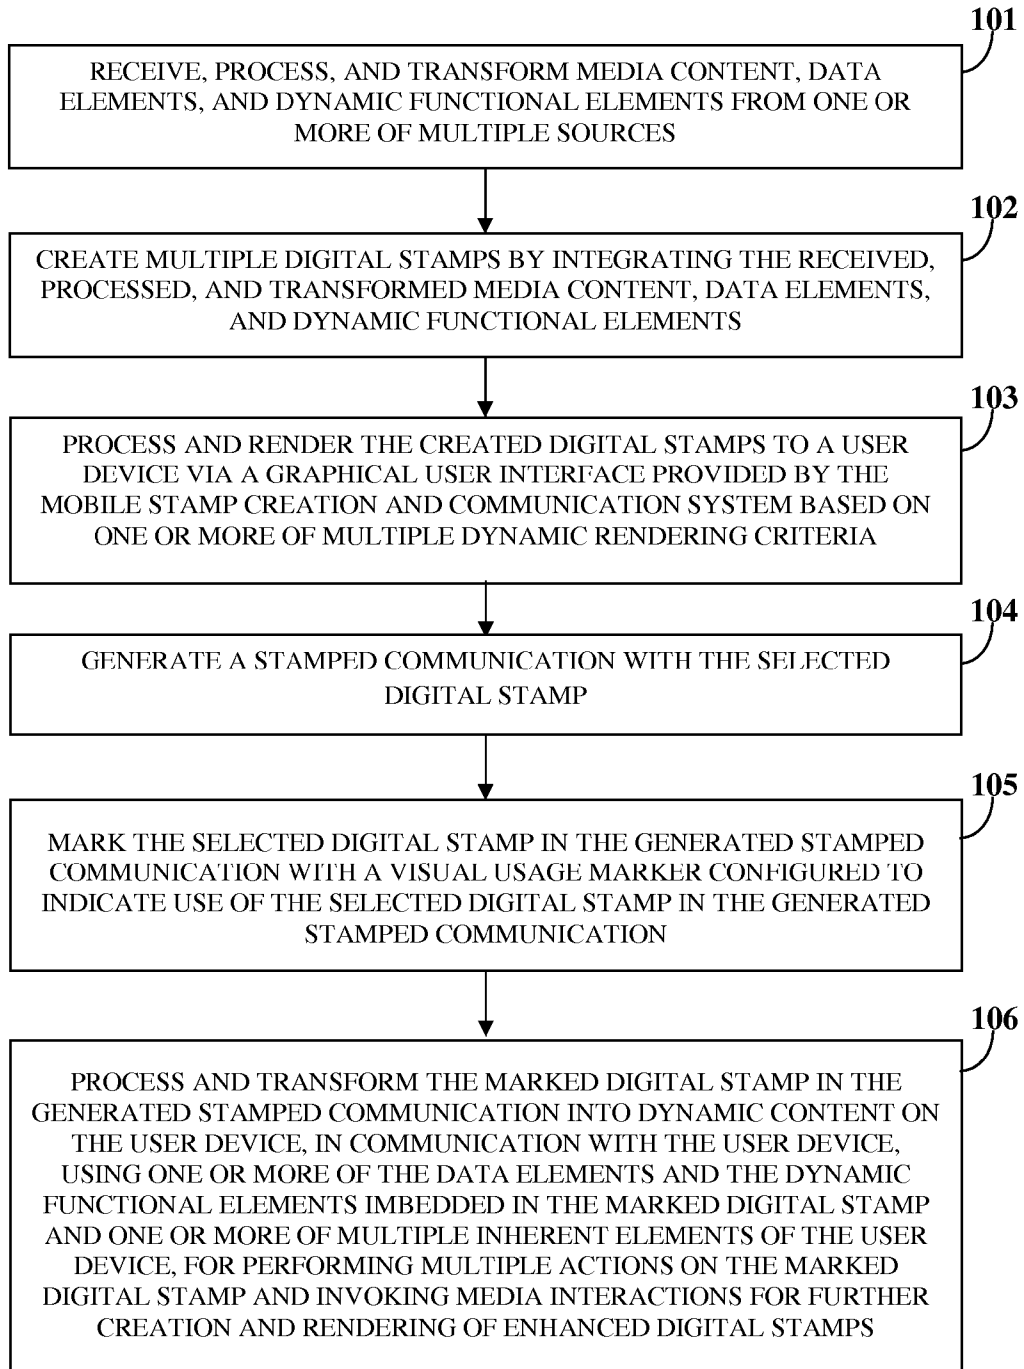 101
RECEIVE, PROCESS, AND TRANSFORM MEDIA CONTENT, DATA
ELEMENTS, AND DYNAMIC FUNCTIONAL ELEMENTS FROM ONE OR
MORE OF MULTIPLE SOURCES
102
CREATE MULTIPLE DIGITAL STAMPS BY INTEGRATING THE RECEIVED,
PROCESSED, AND TRANSFORMED MEDIA CONTENT, DATA ELEMENTS,
AND DYNAMIC FUNCTIONAL ELEMENTS
103
PROCESS AND RENDER THE CREATED DIGITAL STAMPS TO A USER
DEVICE VIA A GRAPHICAL USER INTERFACE PROVIDED BY THE
MOBILE STAMP CREATION AND COMMUNICATION SYSTEM BASED ON
ONE OR MORE OF MULTIPLE DYNAMIC RENDERING CRITERIA
104
GENERATE A STAMPED COMMUNICATION WITH THE SELECTED
DIGITAL STAMP
105
MARK THE SELECTED DIGITAL STAMP IN THE GENERATED STAMPED
COMMUNICATION WITH A VISUAL USAGE MARKER CONFIGURED TO
INDICATE USE OF THE SELECTED DIGITAL STAMP IN THE GENERATED
STAMPED COMMUNICATION
106
PROCESS AND TRANSFORM THE MARKED DIGITAL STAMP IN THE
GENERATED STAMPED COMMUNICATION INTO DYNAMIC CONTENT ON
THE USER DEVICE, IN COMMUNICATION WITH THE USER DEVICE,
USING ONE OR MORE OF THE DATA ELEMENTS AND THE DYNAMIC
FUNCTIONAL ELEMENTS IMBEDDED IN THE MARKED DIGITAL STAMP
AND ONE OR MORE OF MULTIPLE INHERENT ELEMENTS OF THE USER
DEVICE, FOR PERFORMING MULTIPLE ACTIONS ON THE MARKED
DIGITAL STAMP AND INVOKING MEDIA INTERACTIONS FOR FURTHER
CREATION AND RENDERING OF ENHANCED DIGITAL STAMPS